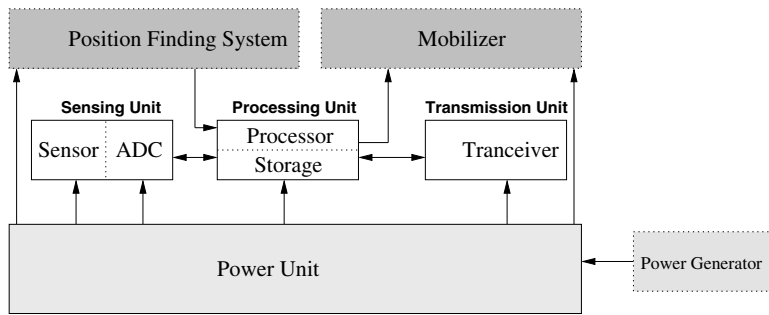 Position Finding System
Mobilizer
Sensing Unit
Processing Unit
Transmission Unit
Sensor
ADC
Processor
Storage
Tranceiver
Power Unit
Power Generator